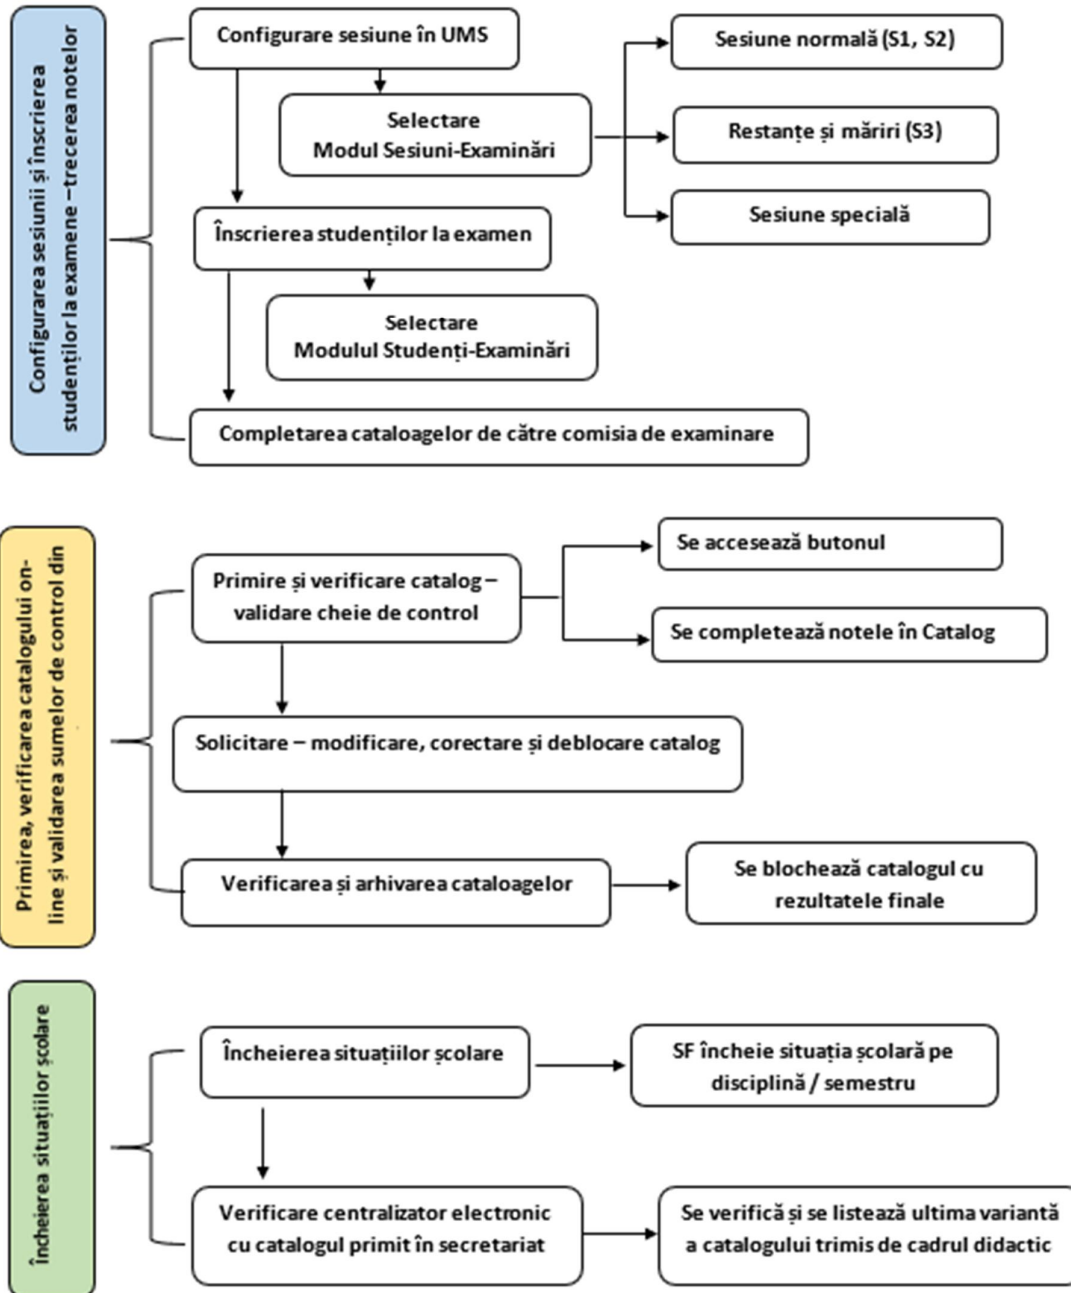 Configurarea sesiunii și înscrierea
studenților la examene –trecerea notelor
Configurare sesiune în UMS
Selectare
Modul Sesiuni-Examinări
Sesiune normală (S1, S2)
Restanțe și măriri (S3)
Sesiune specială
Înscrierea studenților la examen
Selectare
Modulul Studenți-Examinări
Completarea cataloagelor de către comisia de examinare
Primirea, verificarea catalogului on-
line și validarea sumelor de control din
Primire și verificare catalog –
validare cheie de control
Se accesează butonul
Se completează notele în Catalog
Solicitare – modificare, corectare și deblocare catalog
Verificarea și arhivarea cataloagelor
Se blochează catalogul cu
rezultatele finale
Încheierea situațiilor școlare
Încheierea situațiilor școlare
SF încheie situația școlară pe
disciplină / semestru
Verificare centralizator electronic
cu catalogul primit în secretariat
Se verifică și se listează ultima variantă
a catalogului trimis de cadrul didactic